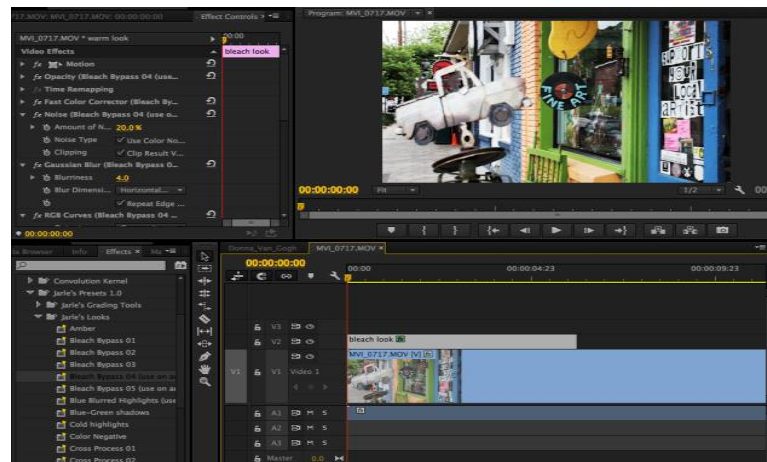 17.MOV: MVI_0717.MOV: 00:00:00:00
Effect Controls ×
MVI_0717.MOV * warm look
00:00
Video Effects
bleach look
fx Motion
fx Opacity (Bleach Bypass 04 (use...
Time Remapping
fx Fast Color Corrector (Bleach By...
fx Noise (Bleach Bypass 04 (use o...
Amount of N... 20.0 %
Noise Type ✓ Use Color No...
Clipping ✓ Clip Result V...
fx Gaussian Blur (Bleach Bypass 0...
Blurriness 4.0
Blur Dimensi... Horizontal...
✓ Repeat Edge ...
fx RGB Curves (Bleach Bypass 04 ...
00:00:00:00
Program: MVI_0717.MOV ×
FINE ART
YOUR
LOCAL
artist
00:00:00:00 Fit 1/2 00
Browser Info Effects ×
Convolution Kernel
Jarle's Presets 1.0
Jarle's Grading Tools
Jarle's Looks
Amber
Bleach Bypass 01
Bleach Bypass 02
Bleach Bypass 03
Bleach Bypass 04 (use on a
Bleach Bypass 05 (use on a
Blue Blurred Highlights (use
Blue-Green shadows
Cold highlights
Color Negative
Cross Process 01
Cross Process 02
Donna_Van_Gogh MVI_0717.MOV ×
00:00:00:00
00:00 00:00:04:23 00:00:09:23
V3
V2 bleach look fx
MVI_0717.MOV [V] fx
V1 V1 Video 1
A1 M S fx
A2 M S
A3 M S
Master 0.0